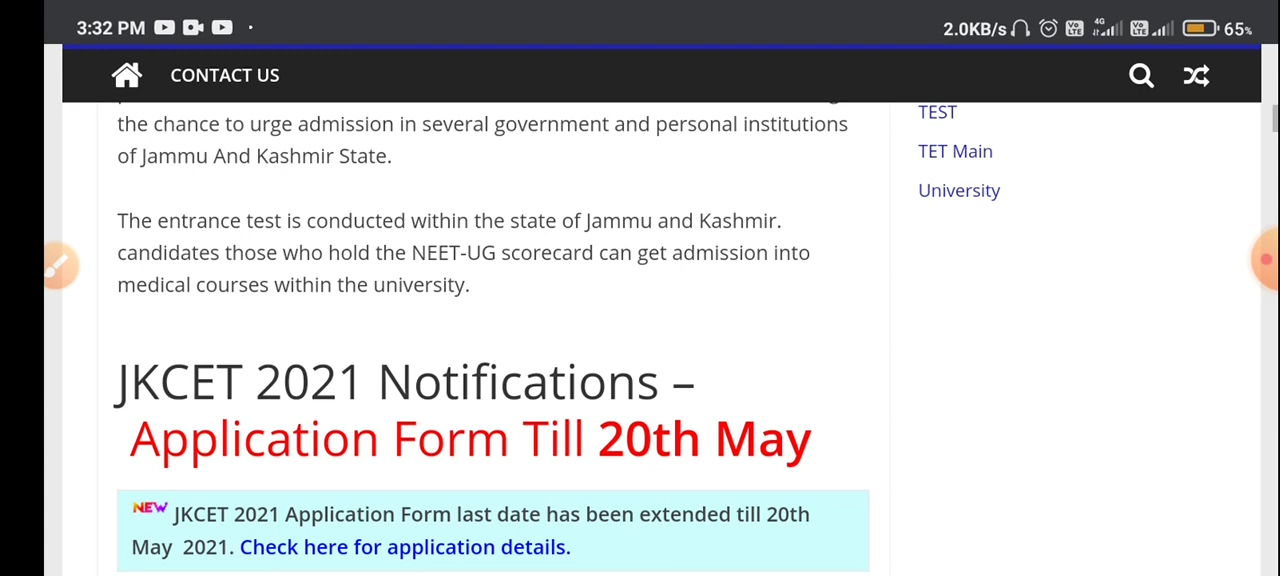 3:32 PM
2.0KB/s 4G 65%
CONTACT US
the chance to urge admission in several government and personal institutions
of Jammu And Kashmir State.
The entrance test is conducted within the state of Jammu and Kashmir.
candidates those who hold the NEET-UG scorecard can get admission into
medical courses within the university.
JKCET 2021 Notifications –
Application Form Till 20th May
NEW JKCET 2021 Application Form last date has been extended till 20th
May 2021. Check here for application details.
TEST
TET Main
University